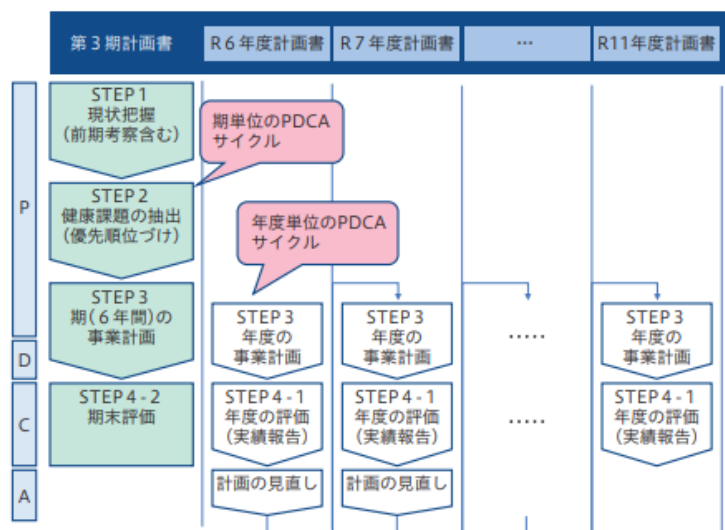 第3期計画書
R6年度計画書
R7年度計画書
…
R11年度計画書
P
D
C
A
STEP1
現状把握
(前期考察含む)
STEP2
健康課題の抽出
(優先順位づけ)
STEP3
期(6年間)の
事業計画
STEP4-2
期末評価
期単位のPDCA
サイクル
年度単位のPDCA
サイクル
STEP3
年度の
事業計画
STEP4-1
年度の評価
(実績報告)
計画の見直し
STEP3
年度の
事業計画
STEP4-1
年度の評価
(実績報告)
計画の見直し
.....
.....
STEP3
年度の
事業計画
STEP4-1
年度の評価
(実績報告)